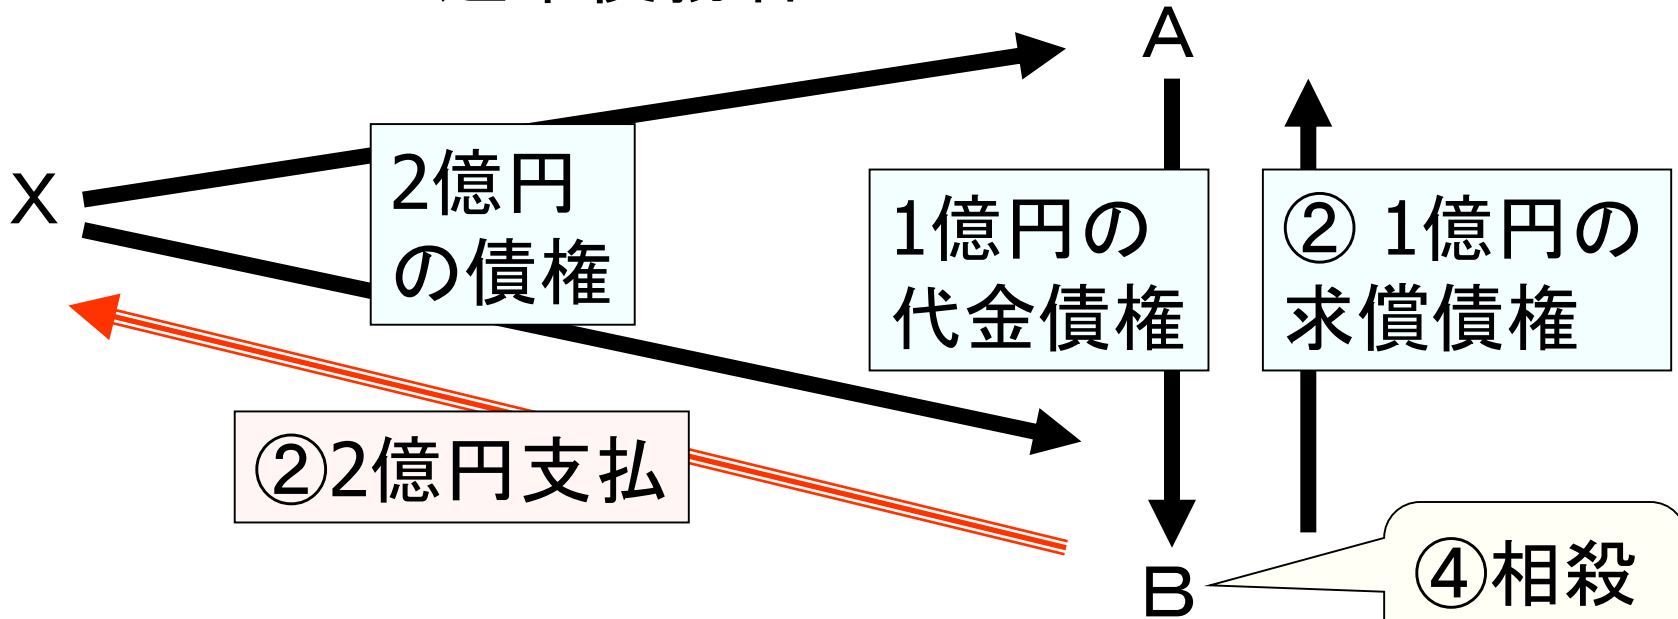 A
X
2億円
の債権
1億円の
代金債権
② 1億円の
求償債権
②2億円支払
④相殺
B